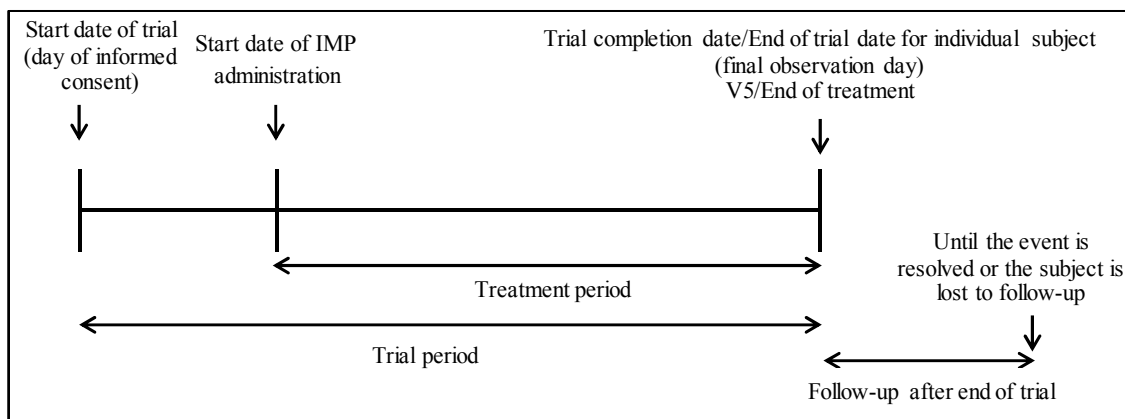 Start date of trial
(day of informed
consent)
Start date of IMP
administration
Trial completion date/End of trial date for individual subject
(final observation day)
V5/End of treatment
Until the event is
resolved or the subject is
lost to follow-up
Treatment period
Trial period
Follow-up after end of trial